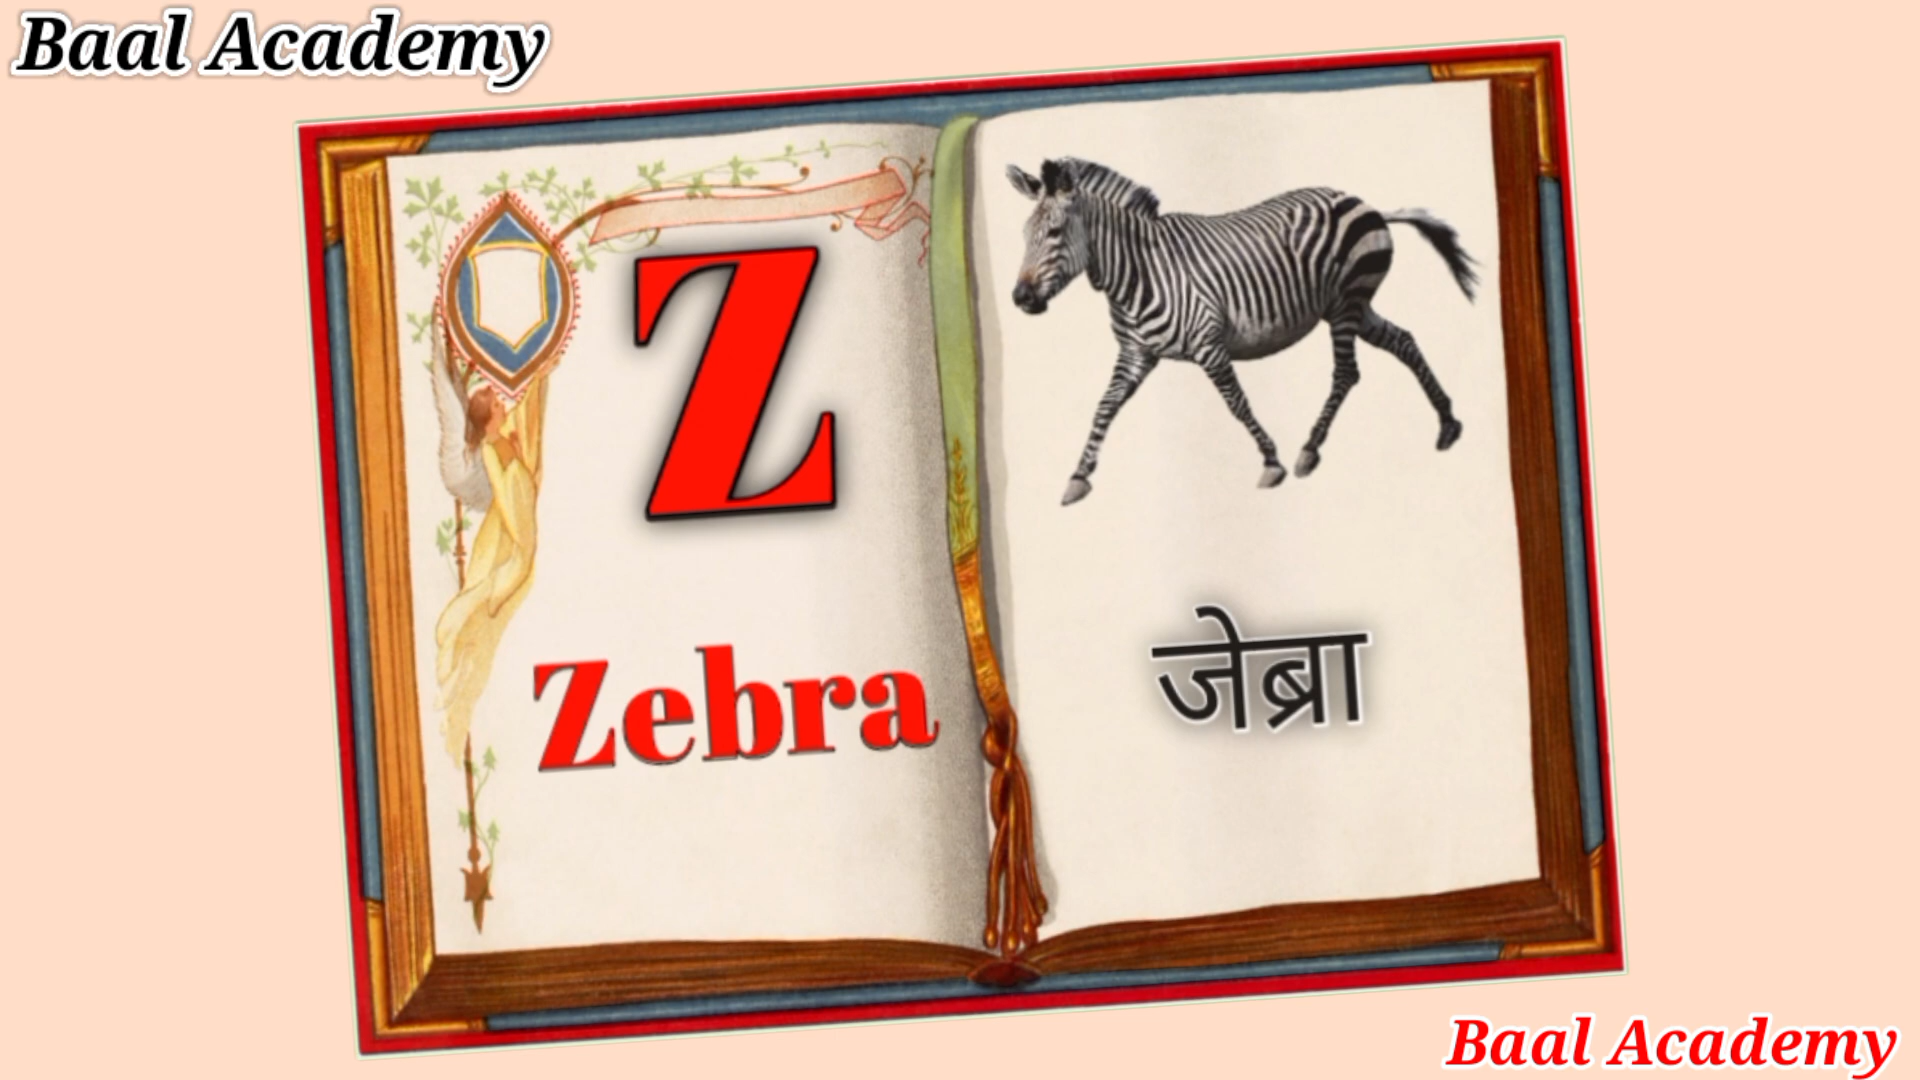 Baal Academy
Z
Zebra
जेब्रा
Baal Academy